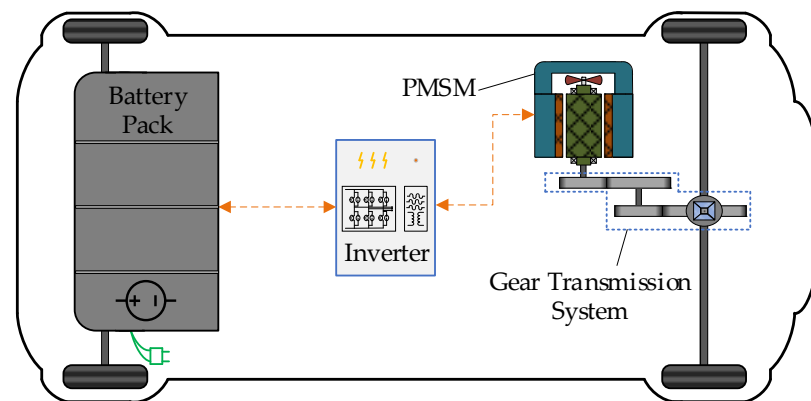 Battery
Pack
PMSM
Inverter
Gear Transmission
System